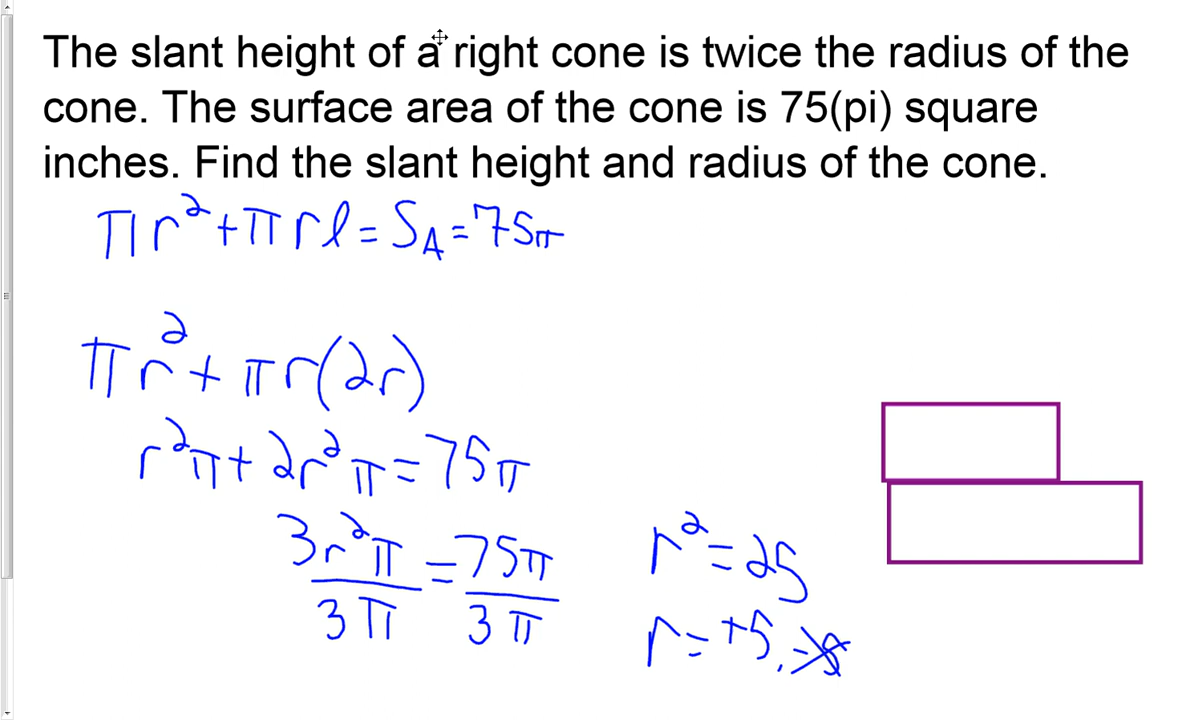 The slant height of a right cone is twice the radius of the
cone. The surface area of the cone is 75(pi) square
inches. Find the slant height and radius of the cone.
πr²+πrl=SA=75π
πr²+πr(2r)
r²π+2r²π=75π
3r²π=75π
3π 3π
r²=25
r=+5,-5